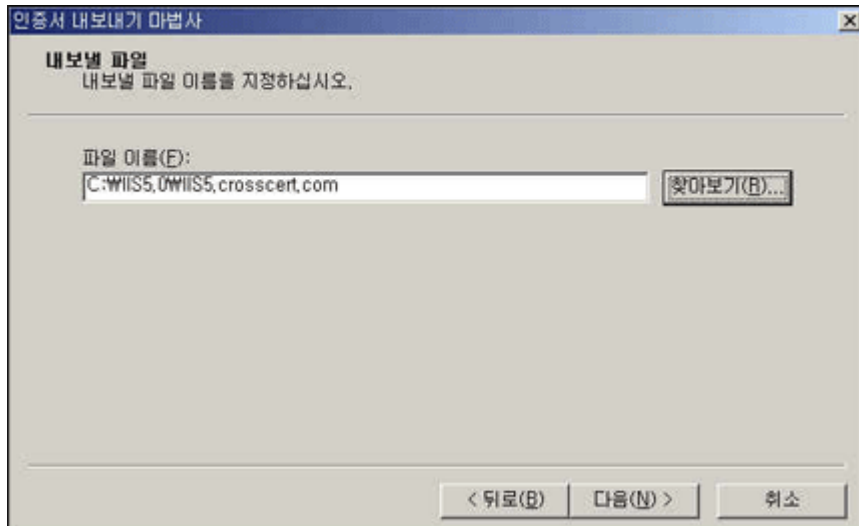 인증서 내보내기 마법사
내보낼 파일
내보낼 파일 이름을 지정하십시오.
파일 이름(F):
C:₩IIS5.0₩IIS5.crosscert.com
찾아보기(R)...
< 뒤로(B)
다음(N) >
취소